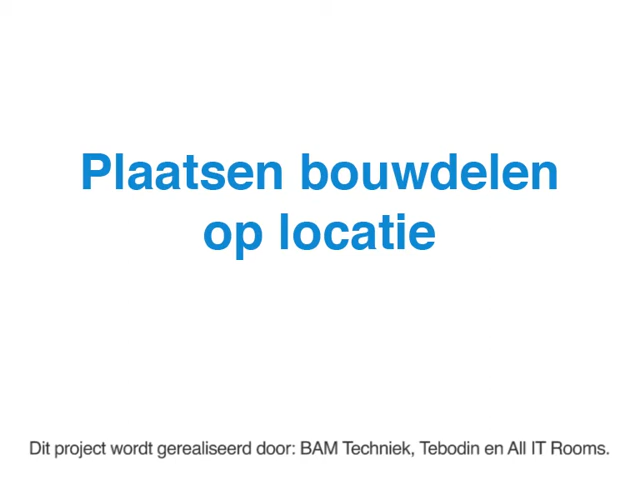 Plaatsen bouwdelen
op locatie
Dit project wordt gerealiseerd door: BAM Techniek, Tebodin en All IT Rooms.